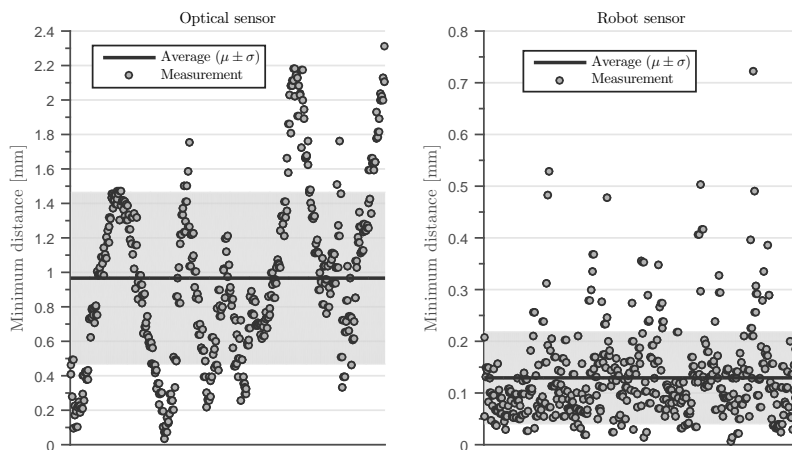 Optical sensor
2.4
2.2
2
1.8
1.6
1.4
1.2
1
0.8
0.6
0.4
0.2
0
Minimum distance [mm]
Average (μ ± σ)
Measurement
Robot sensor
0.8
0.7
0.6
0.5
0.4
0.3
0.2
0.1
0
Minimum distance [mm]
Average (μ ± σ)
Measurement